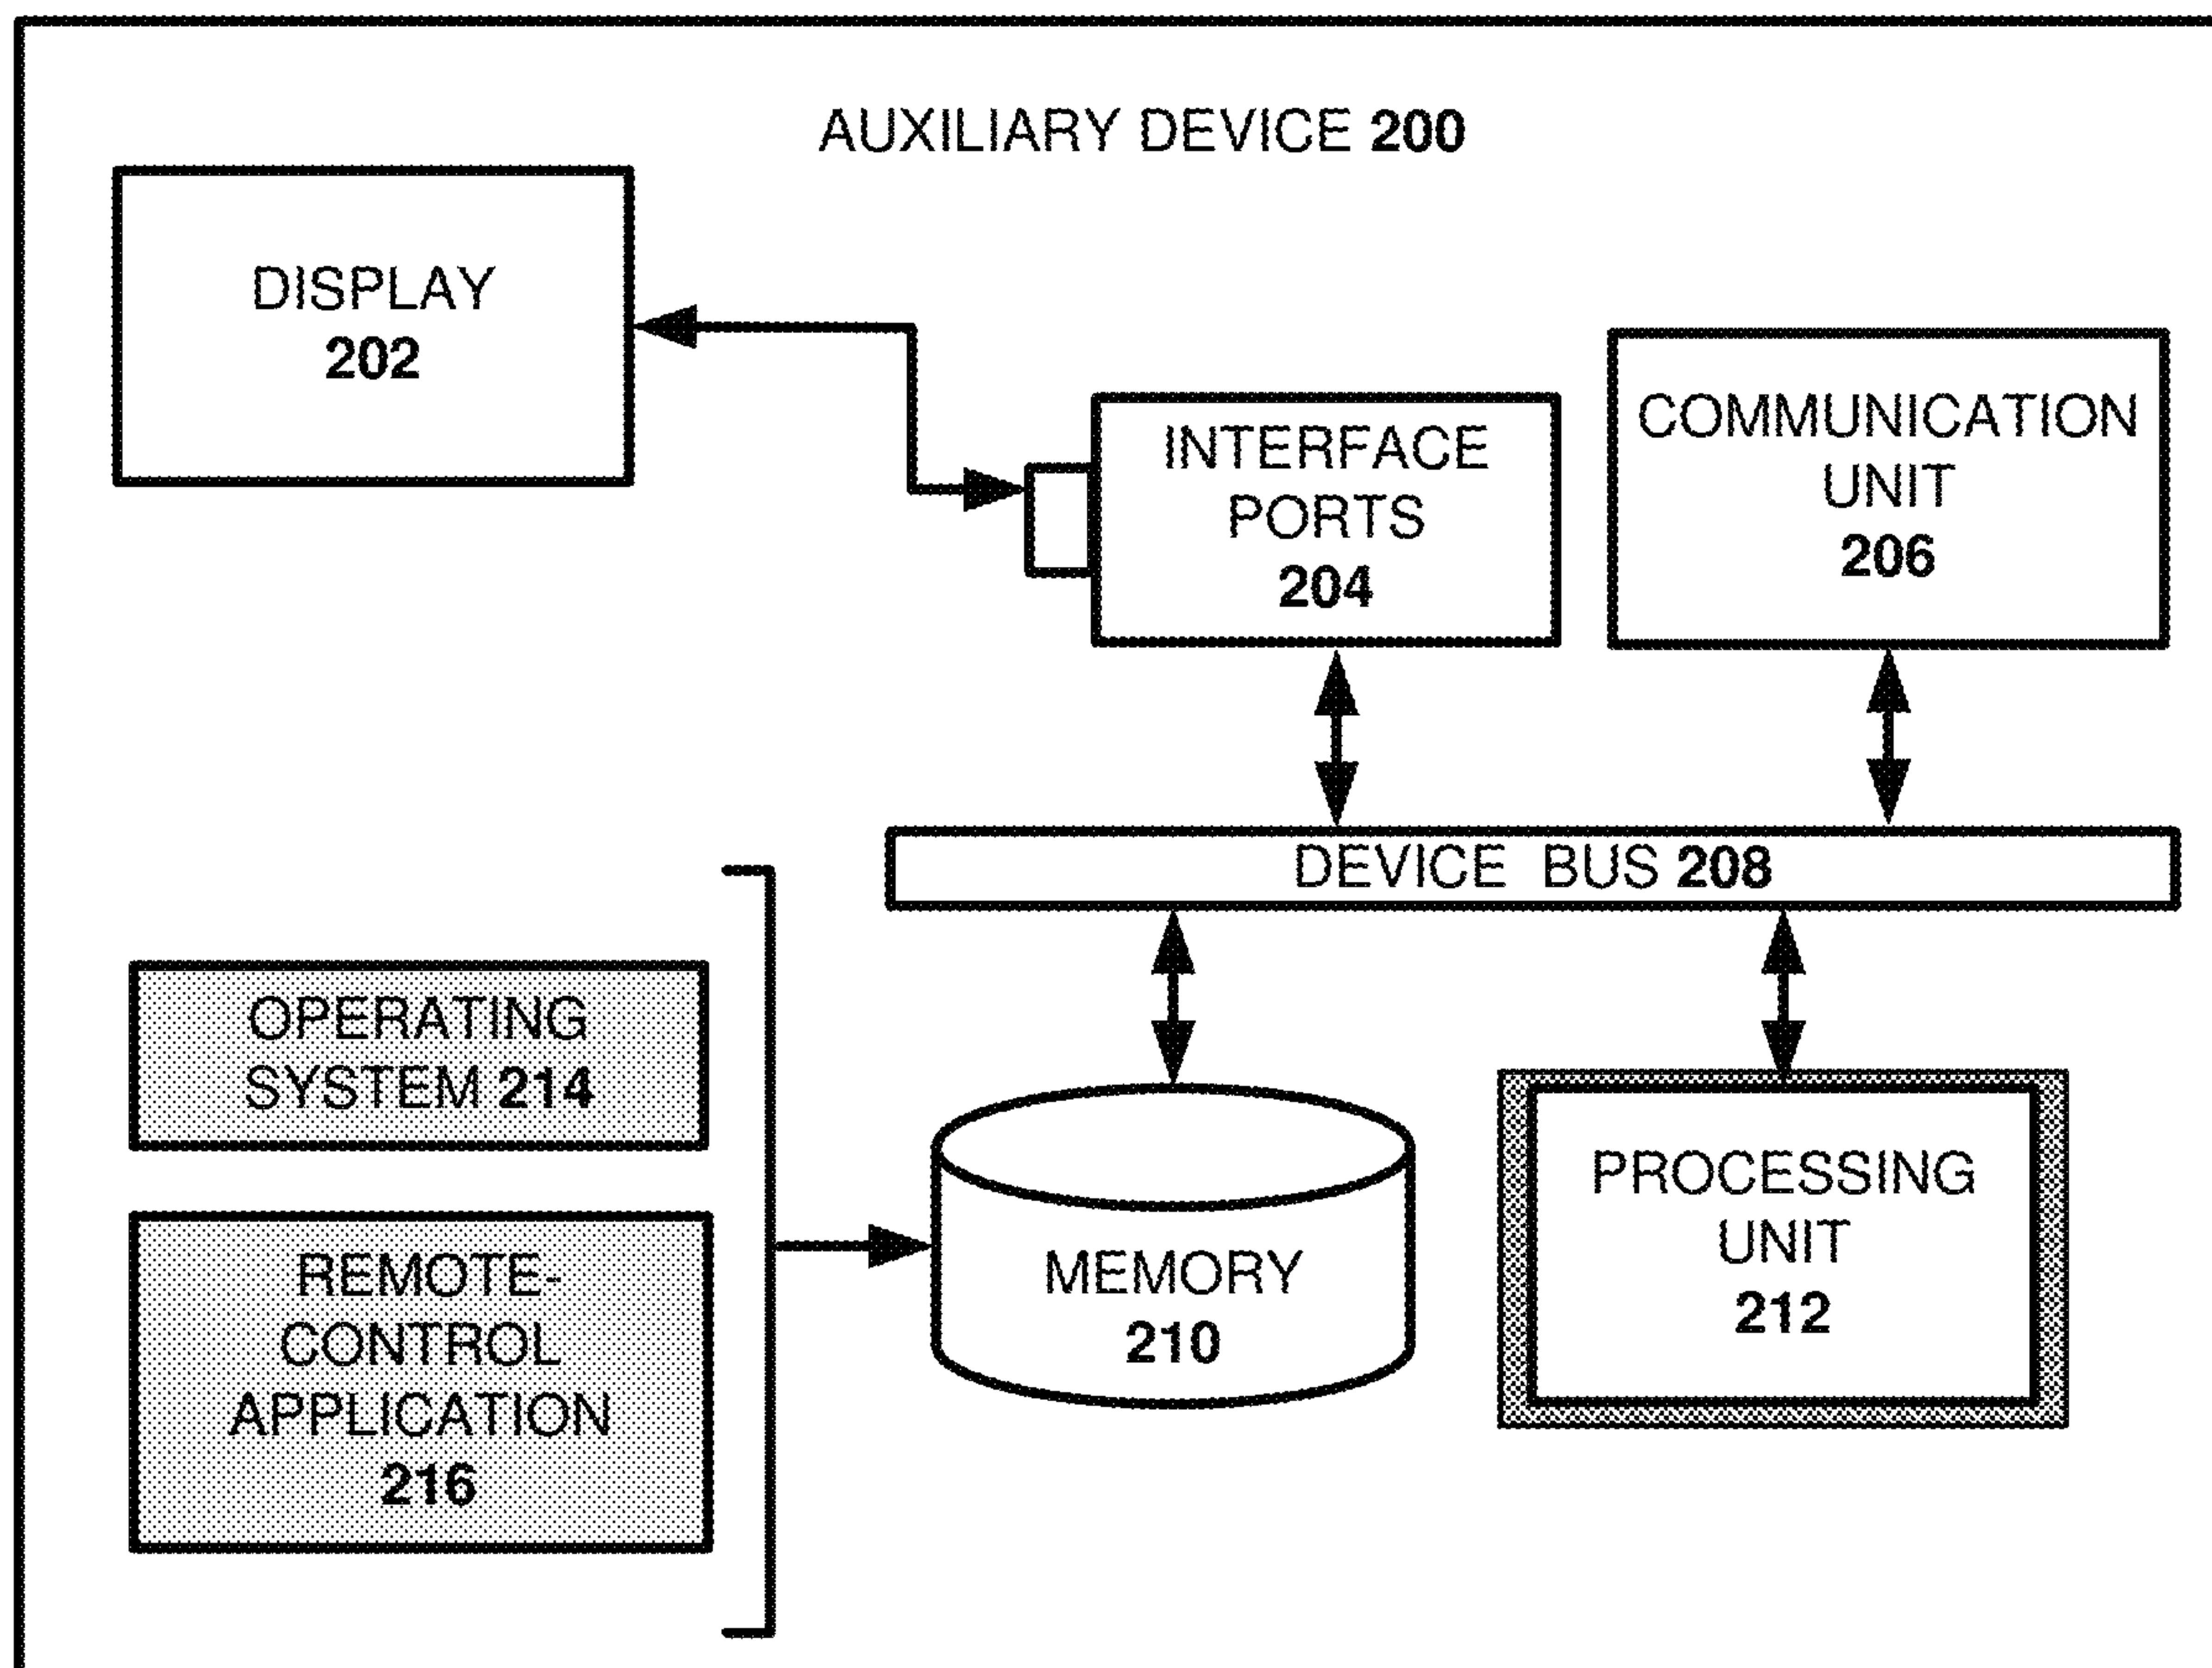 AUXILIARY DEVICE 200
DISPLAY
202
INTERFACE
PORTS
204
COMMUNICATION
UNIT
206
DEVICE BUS 208
OPERATING
SYSTEM 214
REMOTE-
CONTROL
APPLICATION
216
MEMORY
210
PROCESSING
UNIT
212